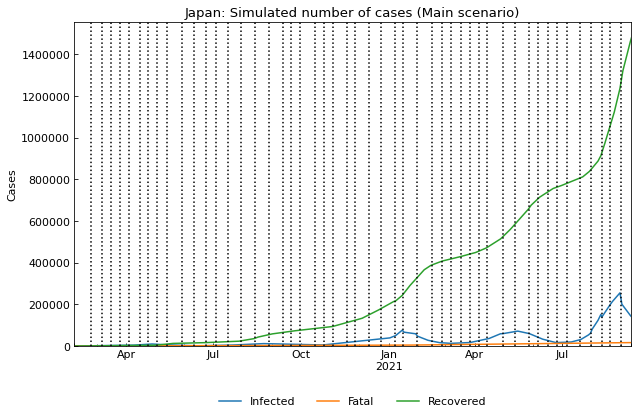 Japan: Simulated number of cases (Main scenario)
1400000
1200000
1000000
800000
600000
400000
200000
0
Cases
Apr Jul Oct Jan Apr Jul
2021
Infected Fatal Recovered